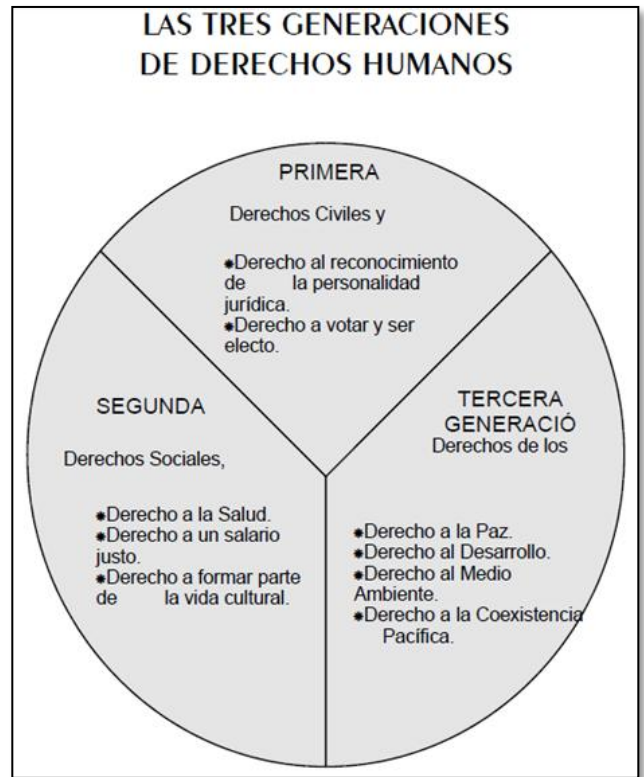 LAS TRES GENERACIONES
DE DERECHOS HUMANOS
PRIMERA
Derechos Civiles y
✷Derecho al reconocimiento
de la personalidad
jurídica.
✷Derecho a votar y ser
electo.
SEGUNDA
Derechos Sociales,
✷Derecho a la Salud.
✷Derecho a un salario
justo.
✷Derecho a formar parte
de la vida cultural.
TERCERA
GENERACIÓ
Derechos de los
✷Derecho a la Paz.
✷Derecho al Desarrollo.
✷Derecho al Medio
Ambiente.
✷Derecho a la Coexistencia
Pacífica.